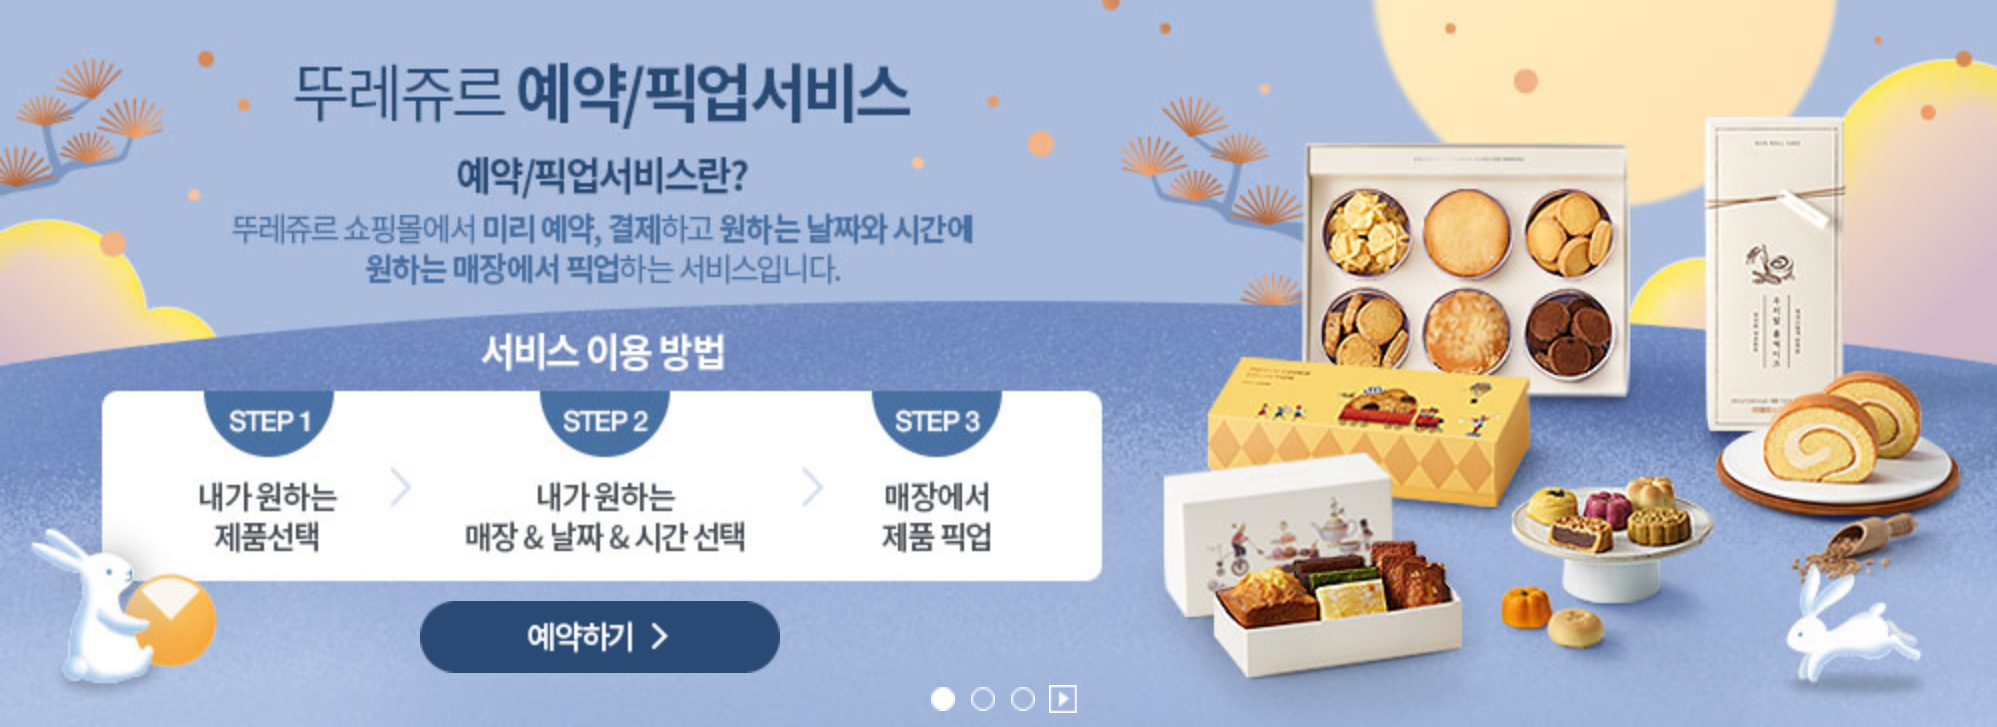 뚜레쥬르 예약/픽업서비스
예약/픽업서비스란?
뚜레쥬르 쇼핑몰에서 미리 예약, 결제하고 원하는 날짜와 시간에
원하는 매장에서 픽업하는 서비스입니다.
서비스 이용 방법
STEP 1
내가 원하는
제품선택
STEP 2
내가 원하는
매장 & 날짜 & 시간 선택
STEP 3
매장에서
제품 픽업
예약하기